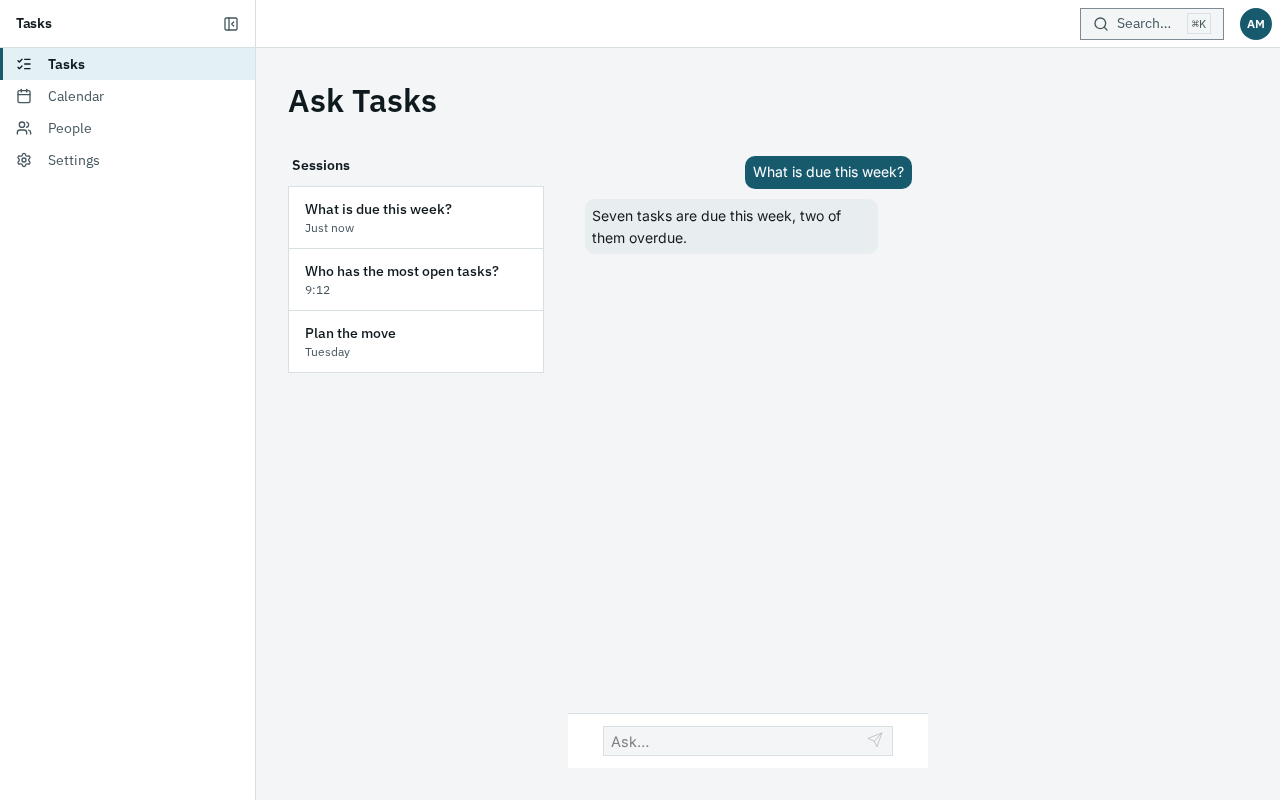 Tasks
Search…
⌘K
AM
Tasks
Calendar
People
Settings
Ask Tasks
Sessions
What is due this week?
Just now
Who has the most open tasks?
9:12
Plan the move
Tuesday
What is due this week?
Seven tasks are due this week, two of
them overdue.
Ask…